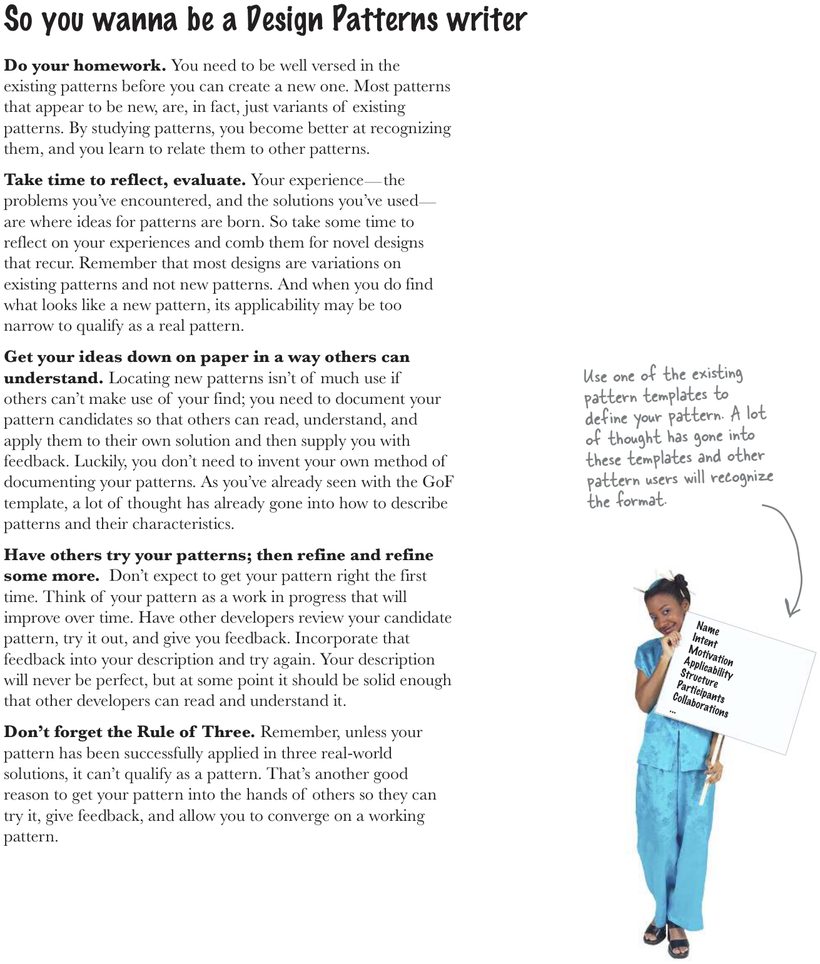 So you wanna be a Design Patterns writer
Do your homework. You need to be well versed in the
existing patterns before you can create a new one. Most patterns
that appear to be new, are, in fact, just variants of existing
patterns. By studying patterns, you become better at recognizing
them, and you learn to relate them to other patterns.
Take time to reflect, evaluate. Your experience—the
problems you’ve encountered, and the solutions you’ve used—
are where ideas for patterns are born. So take some time to
reflect on your experiences and comb them for novel designs
that recur. Remember that most designs are variations on
existing patterns and not new patterns. And when you do find
what looks like a new pattern, its applicability may be too
narrow to qualify as a real pattern.
Get your ideas down on paper in a way others can
understand. Locating new patterns isn’t of much use if
others can’t make use of your find; you need to document your
pattern candidates so that others can read, understand, and
apply them to their own solution and then supply you with
feedback. Luckily, you don’t need to invent your own method of
documenting your patterns. As you’ve already seen with the GoF
template, a lot of thought has already gone into how to describe
patterns and their characteristics.
Have others try your patterns; then refine and refine
some more. Don’t expect to get your pattern right the first
time. Think of your pattern as a work in progress that will
improve over time. Have other developers review your candidate
pattern, try it out, and give you feedback. Incorporate that
feedback into your description and try again. Your description
will never be perfect, but at some point it should be solid enough
that other developers can read and understand it.
Don’t forget the Rule of Three. Remember, unless your
pattern has been successfully applied in three real-world
solutions, it can’t qualify as a pattern. That’s another good
reason to get your pattern into the hands of others so they can
try it, give feedback, and allow you to converge on a working
pattern.
Use one of the existing
pattern templates to
define your pattern. A lot
of thought has gone into
these templates and other
pattern users will recognize
the format.
Name
Intent
Motivation
Applicability
Structure
Participants
Collaborations
...